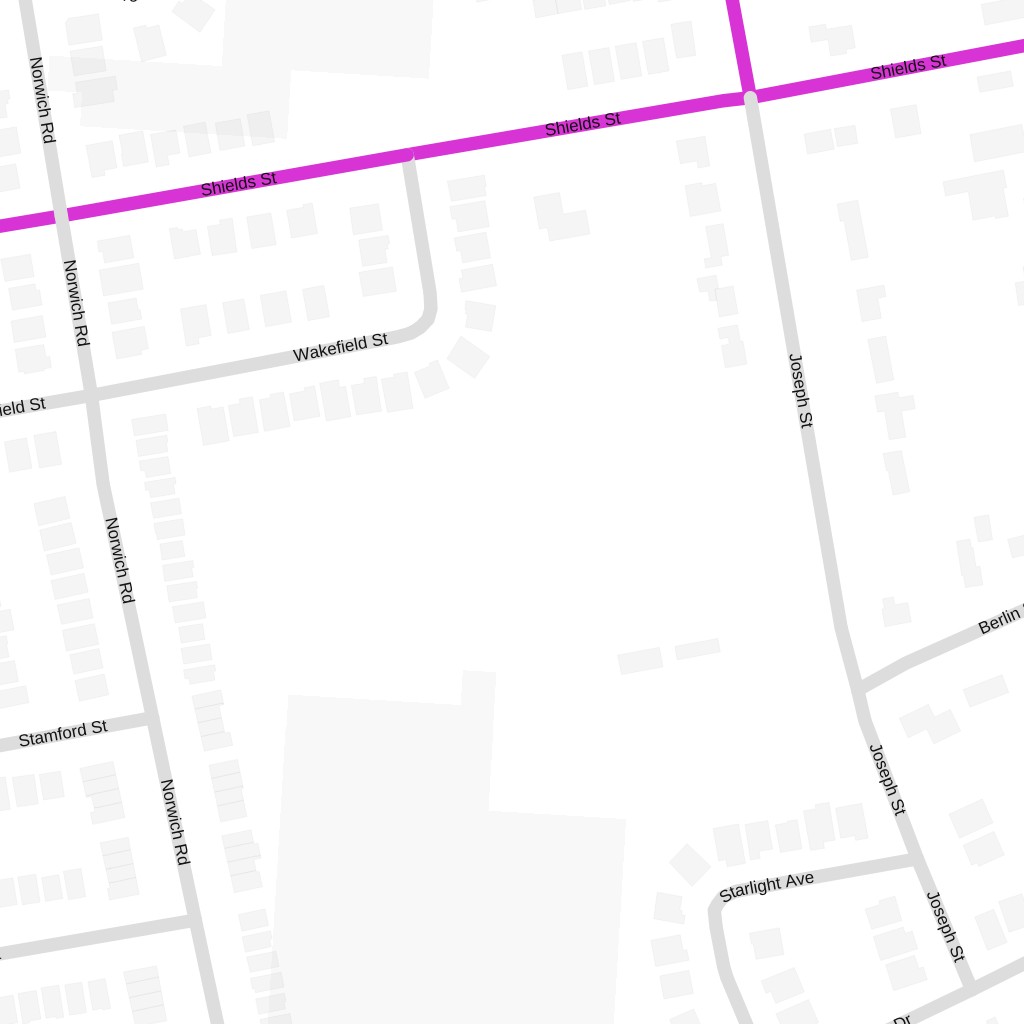 Norwich Rd
Shields St
Shields St
Shields St
Norwich Rd
Wakefield St
Joseph St
ield St
Norwich Rd
Berlin
Stamford St
Joseph St
Norwich Rd
Starlight Ave
Joseph St
Dr